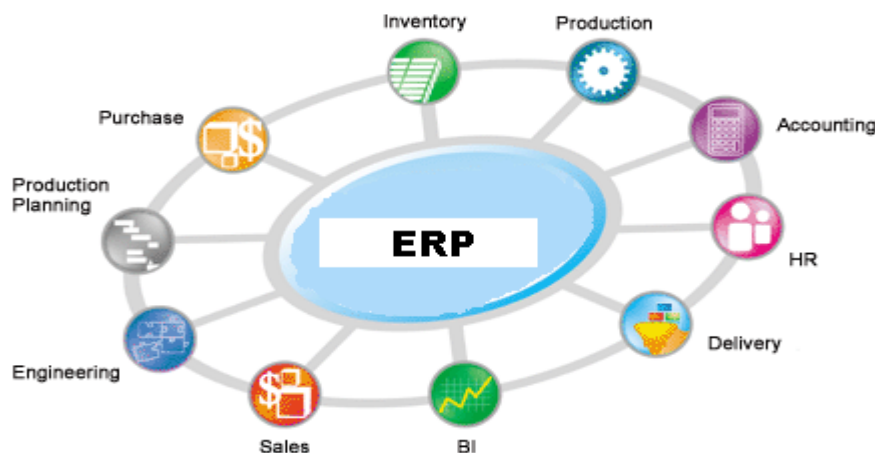 Inventory
Production
Purchase
Accounting
Production
Planning
ERP
HR
Delivery
Engineering
Sales
BI
$
$